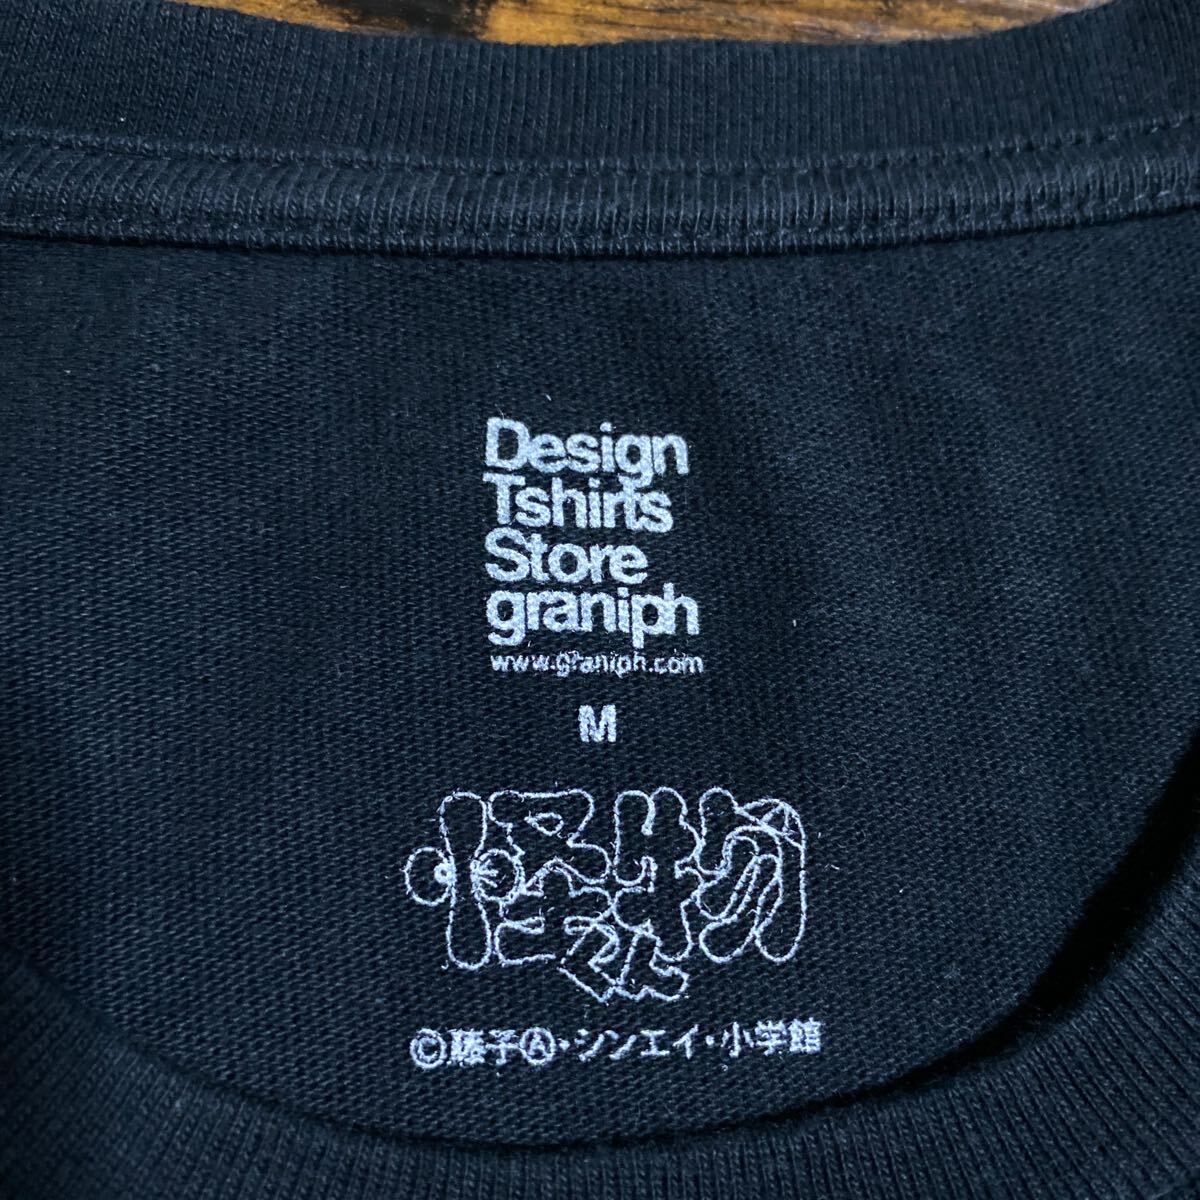 Design
Tshirts
Store
graniph
www.graniph.com
M
怪物
くん
©藤子Ⓐ・シンエイ・小学館